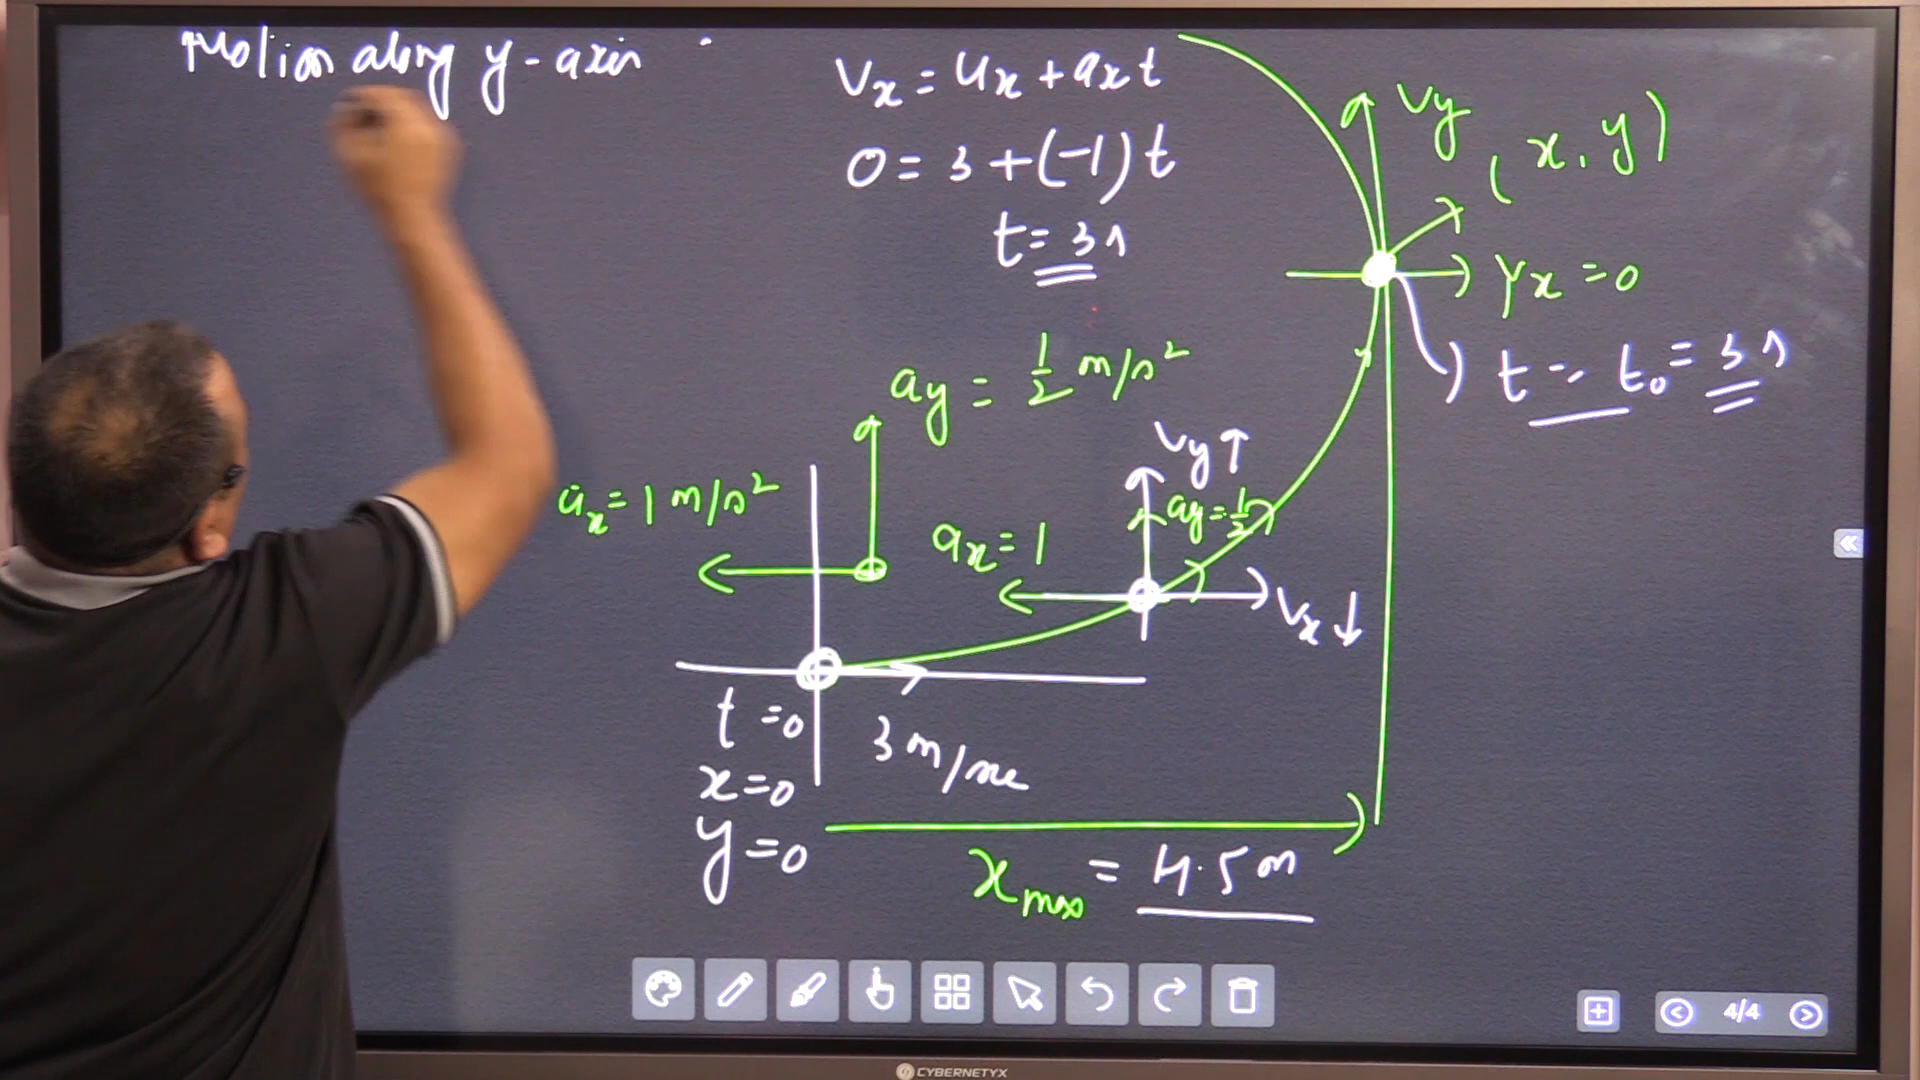 Motion along y-axis
Vx = ux + axt
0 = 3 + (-1) t
t = 3s
Vy
(x, y)
Vx = 0
t = t₀ = 3s
ay = 1/2 m/s²
ax = 1 m/s²
Vy ↑
ay = 1/2
ax = 1
Vx ↓
t = 0
x = 0
y = 0
3 m/sec
xmax = 4.5m
4/4
CYBERNETYX